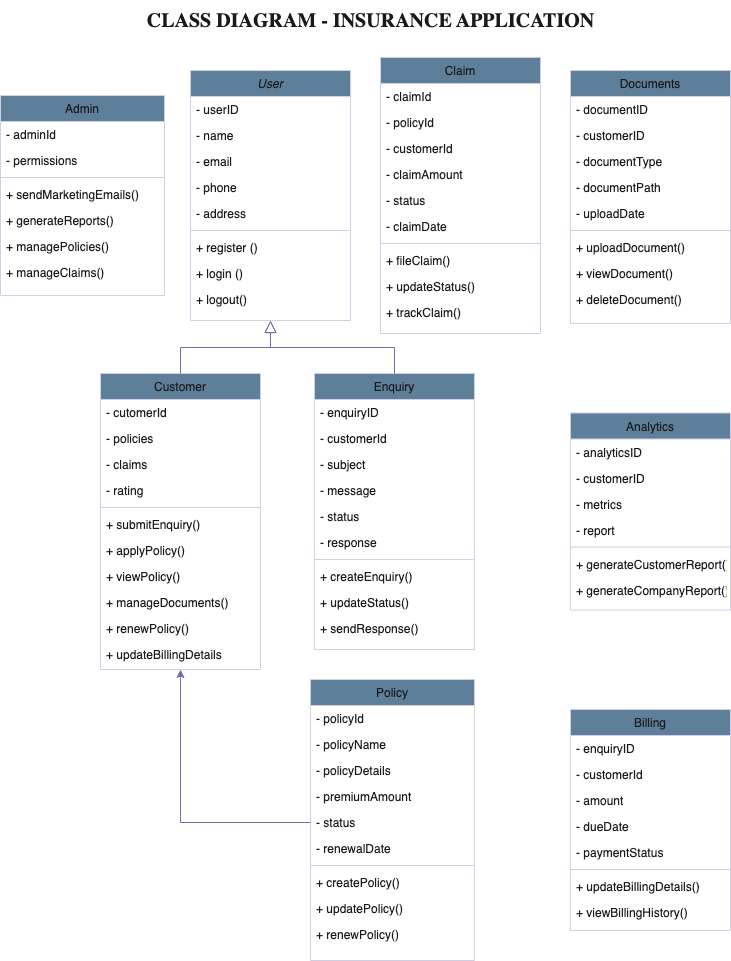 CLASS DIAGRAM - INSURANCE APPLICATION
Admin
- adminId
- permissions
+ sendMarketingEmails()
+ generateReports()
+ managePolicies()
+ manageClaims()
User
- userID
- name
- email
- phone
- address
+ register ()
+ login ()
+ logout()
Claim
- claimId
- policyId
- customerId
- claimAmount
- status
- claimDate
+ fileClaim()
+ updateStatus()
+ trackClaim()
Documents
- documentID
- customerID
- documentType
- documentPath
- uploadDate
+ uploadDocument()
+ viewDocument()
+ deleteDocument()
Customer
- cutomerId
- policies
- claims
- rating
+ submitEnquiry()
+ applyPolicy()
+ viewPolicy()
+ manageDocuments()
+ renewPolicy()
+ updateBillingDetails
Enquiry
- enquiryID
- customerId
- subject
- message
- status
- response
+ createEnquiry()
+ updateStatus()
+ sendResponse()
Analytics
- analyticsID
- customerID
- metrics
- report
+ generateCustomerReport(
+ generateCompanyReport()
Policy
- policyId
- policyName
- policyDetails
- premiumAmount
- status
- renewalDate
+ createPolicy()
+ updatePolicy()
+ renewPolicy()
Billing
- enquiryID
- customerId
- amount
- dueDate
- paymentStatus
+ updateBillingDetails()
+ viewBillingHistory()